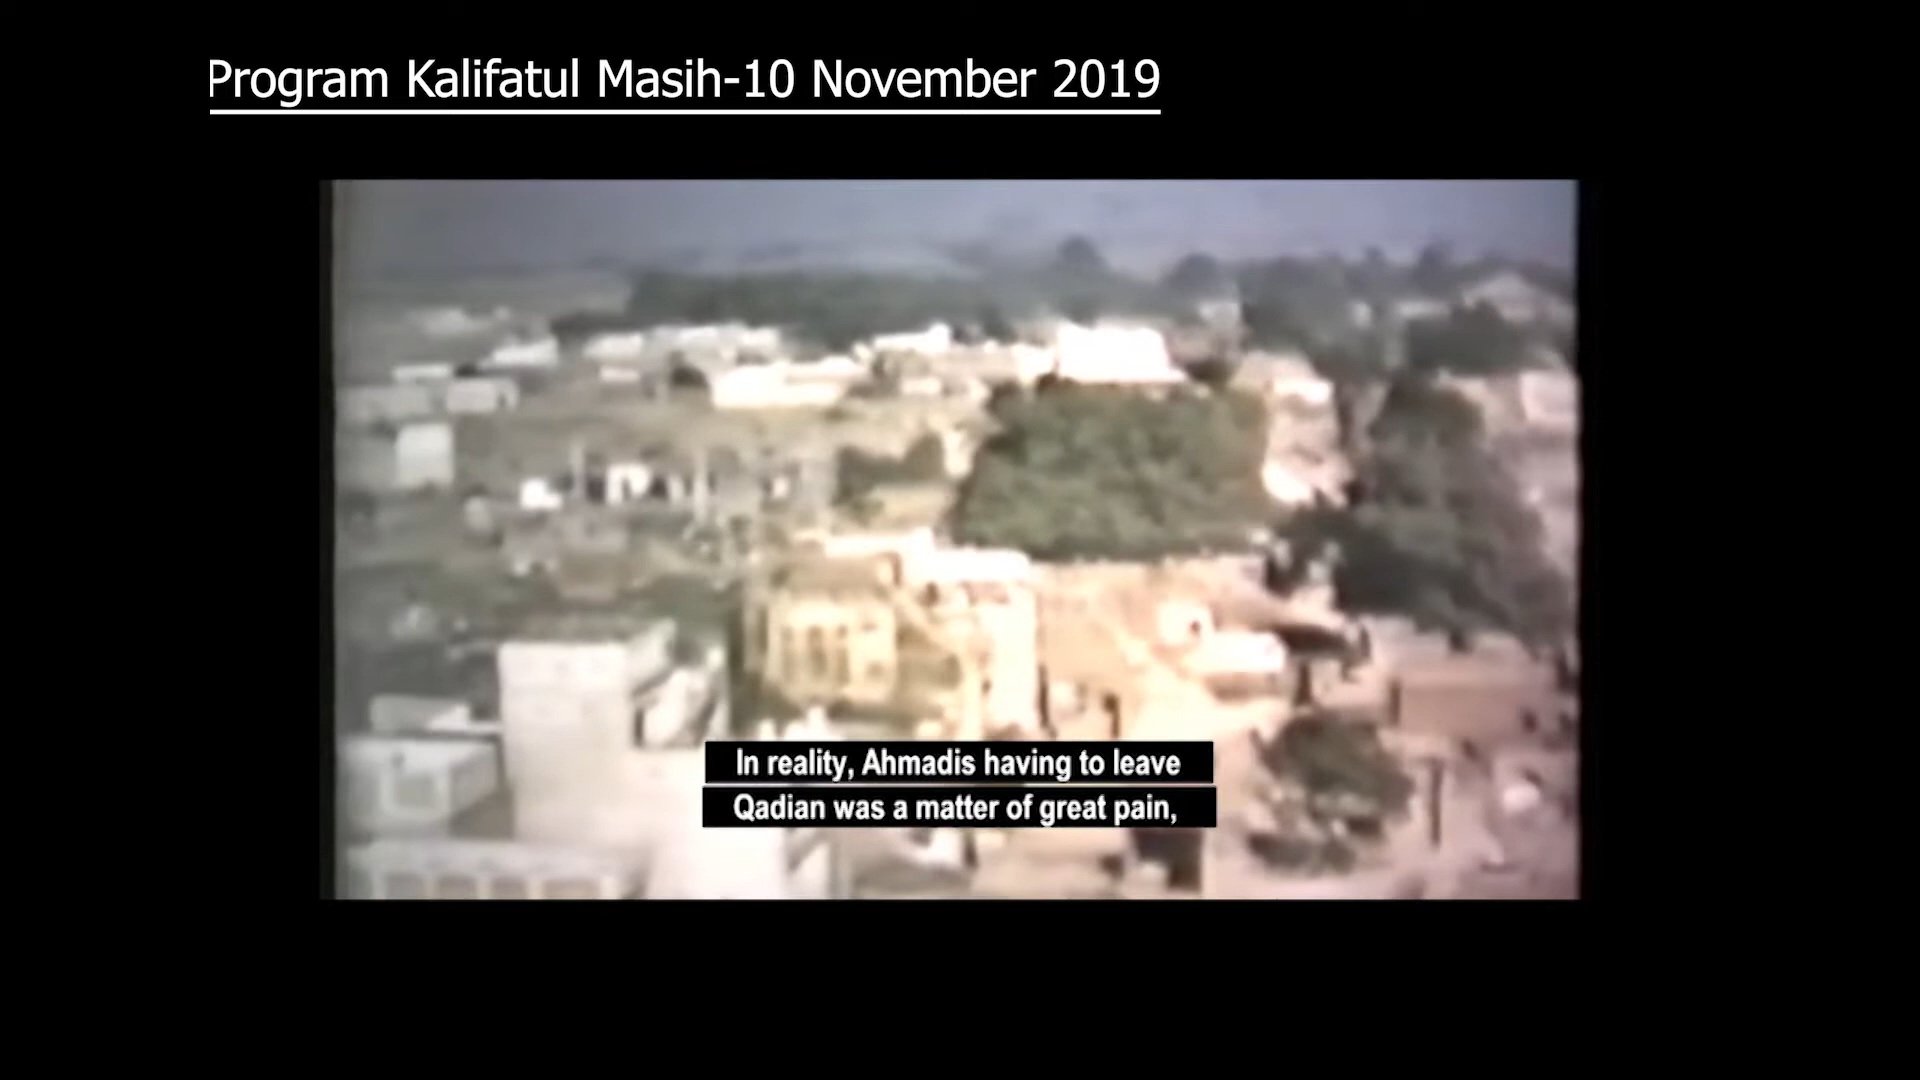 Program Kalifatul Masih-10 November 2019
In reality, Ahmadis having to leave
Qadian was a matter of great pain,